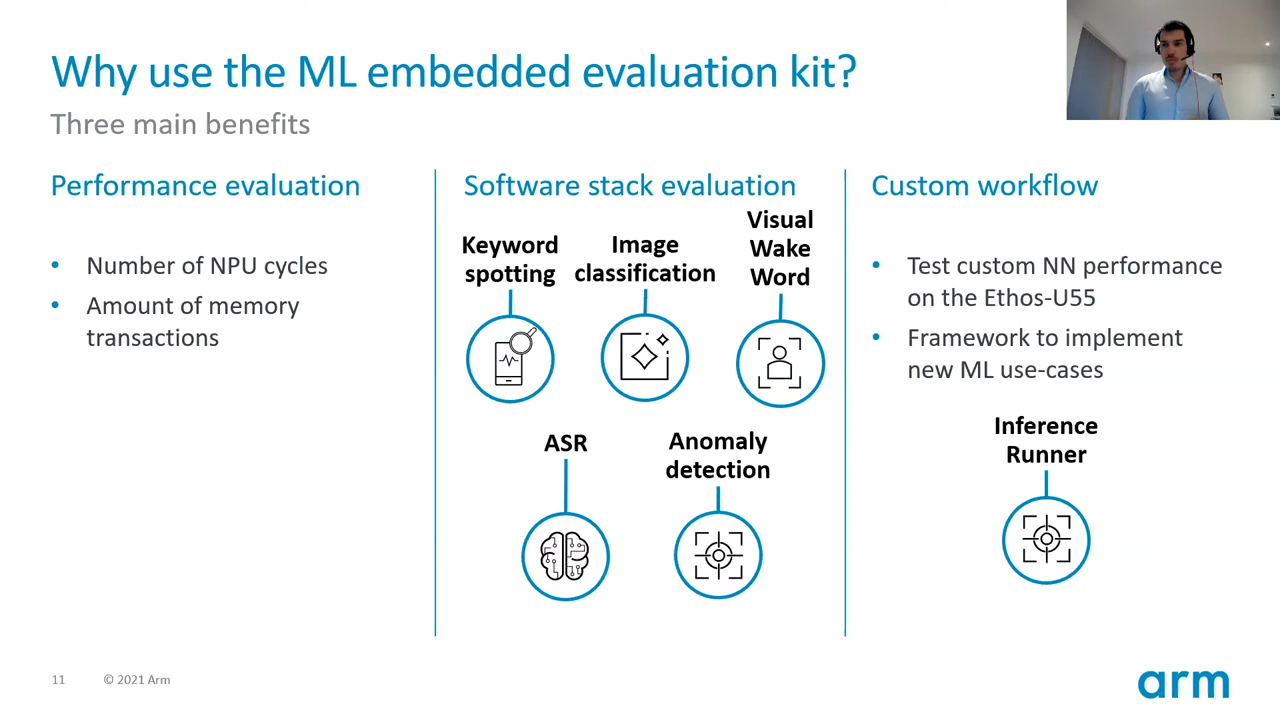 Why use the ML embedded evaluation kit?
Three main benefits
Performance evaluation
• Number of NPU cycles
• Amount of memory
transactions
Software stack evaluation
Keyword
spotting
Image
classification
Visual
Wake
Word
ASR
Anomaly
detection
Custom workflow
• Test custom NN performance
on the Ethos-U55
• Framework to implement
new ML use-cases
Inference
Runner
11
© 2021 Arm
arm